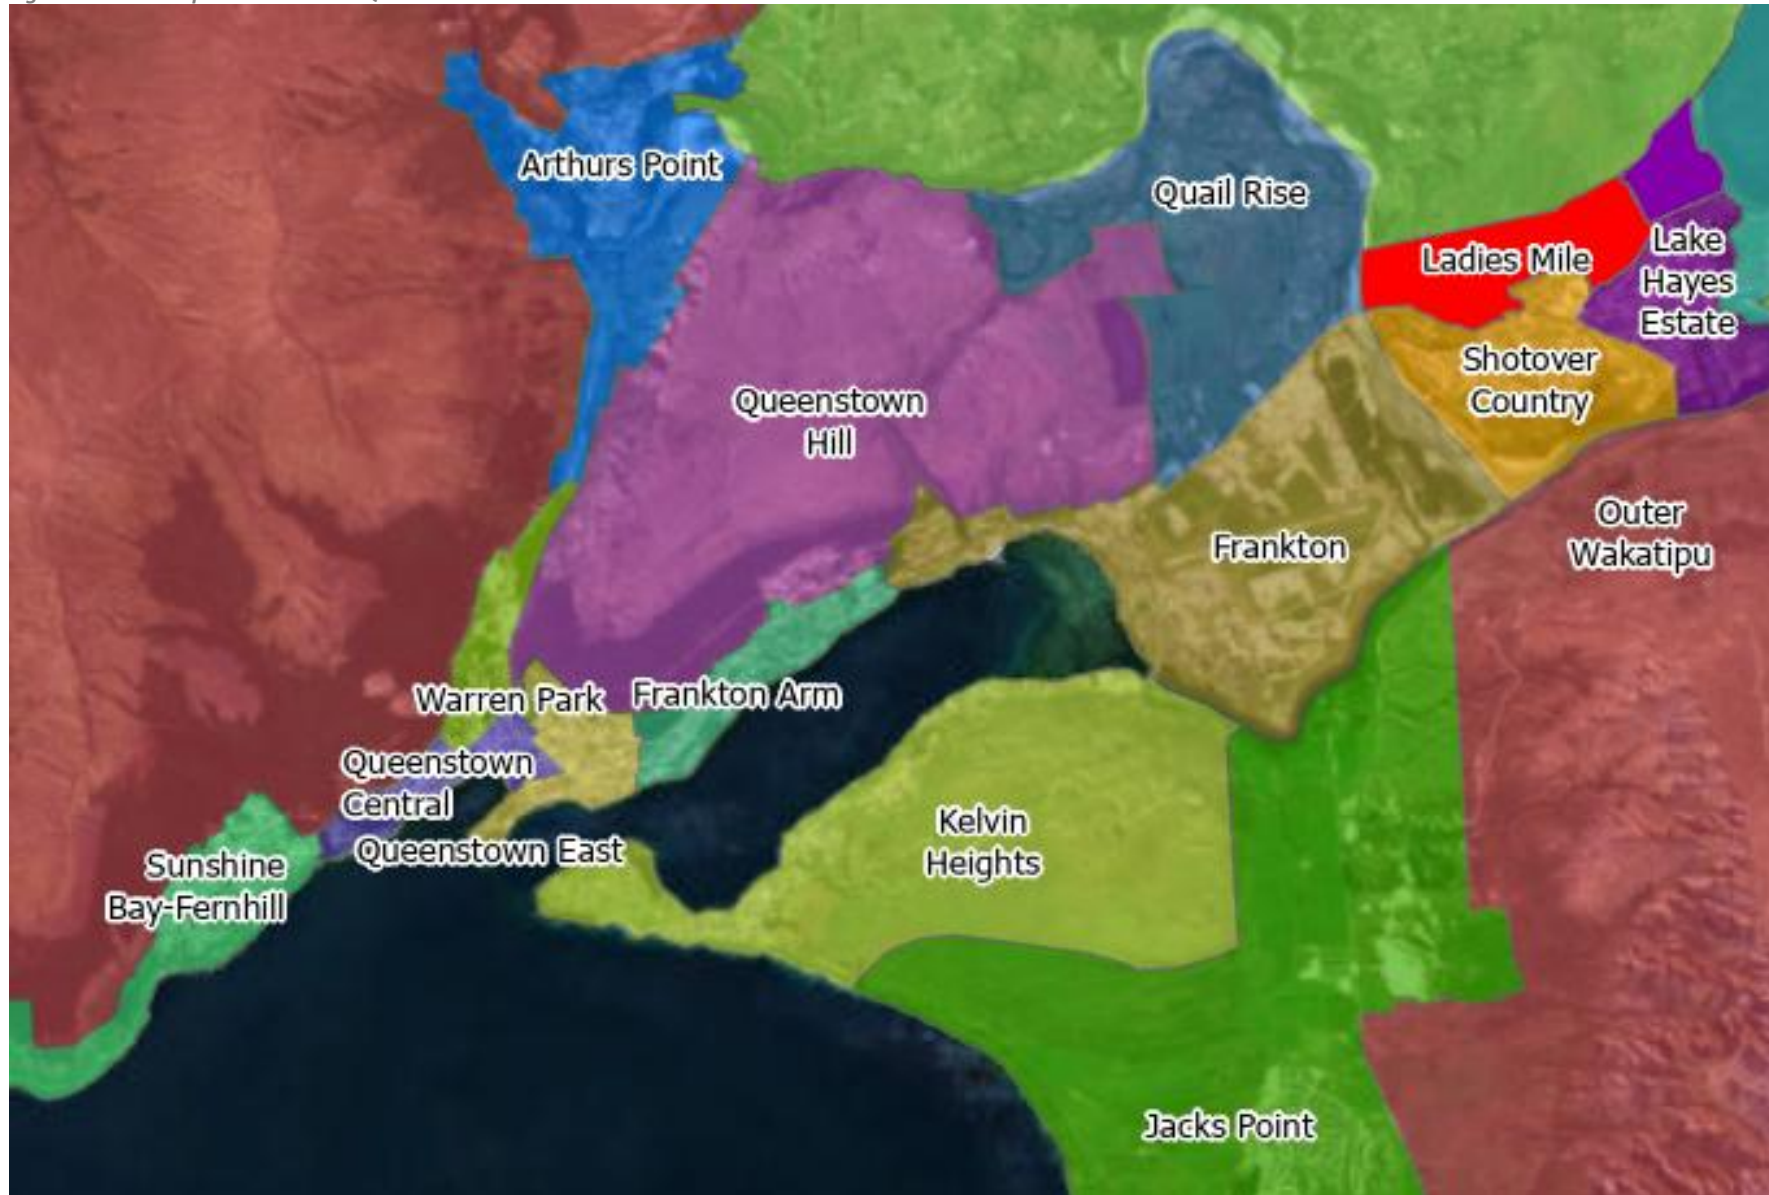 Arthurs Point
Quail Rise
Ladies Mile
Lake
Hayes
Estate
Shotover
Country
Queenstown
Hill
Outer
Wakatipu
Frankton
Warren Park
Frankton Arm
Queenstown
Central
Queenstown East
Kelvin
Heights
Sunshine
Bay-Fernhill
Jacks Point